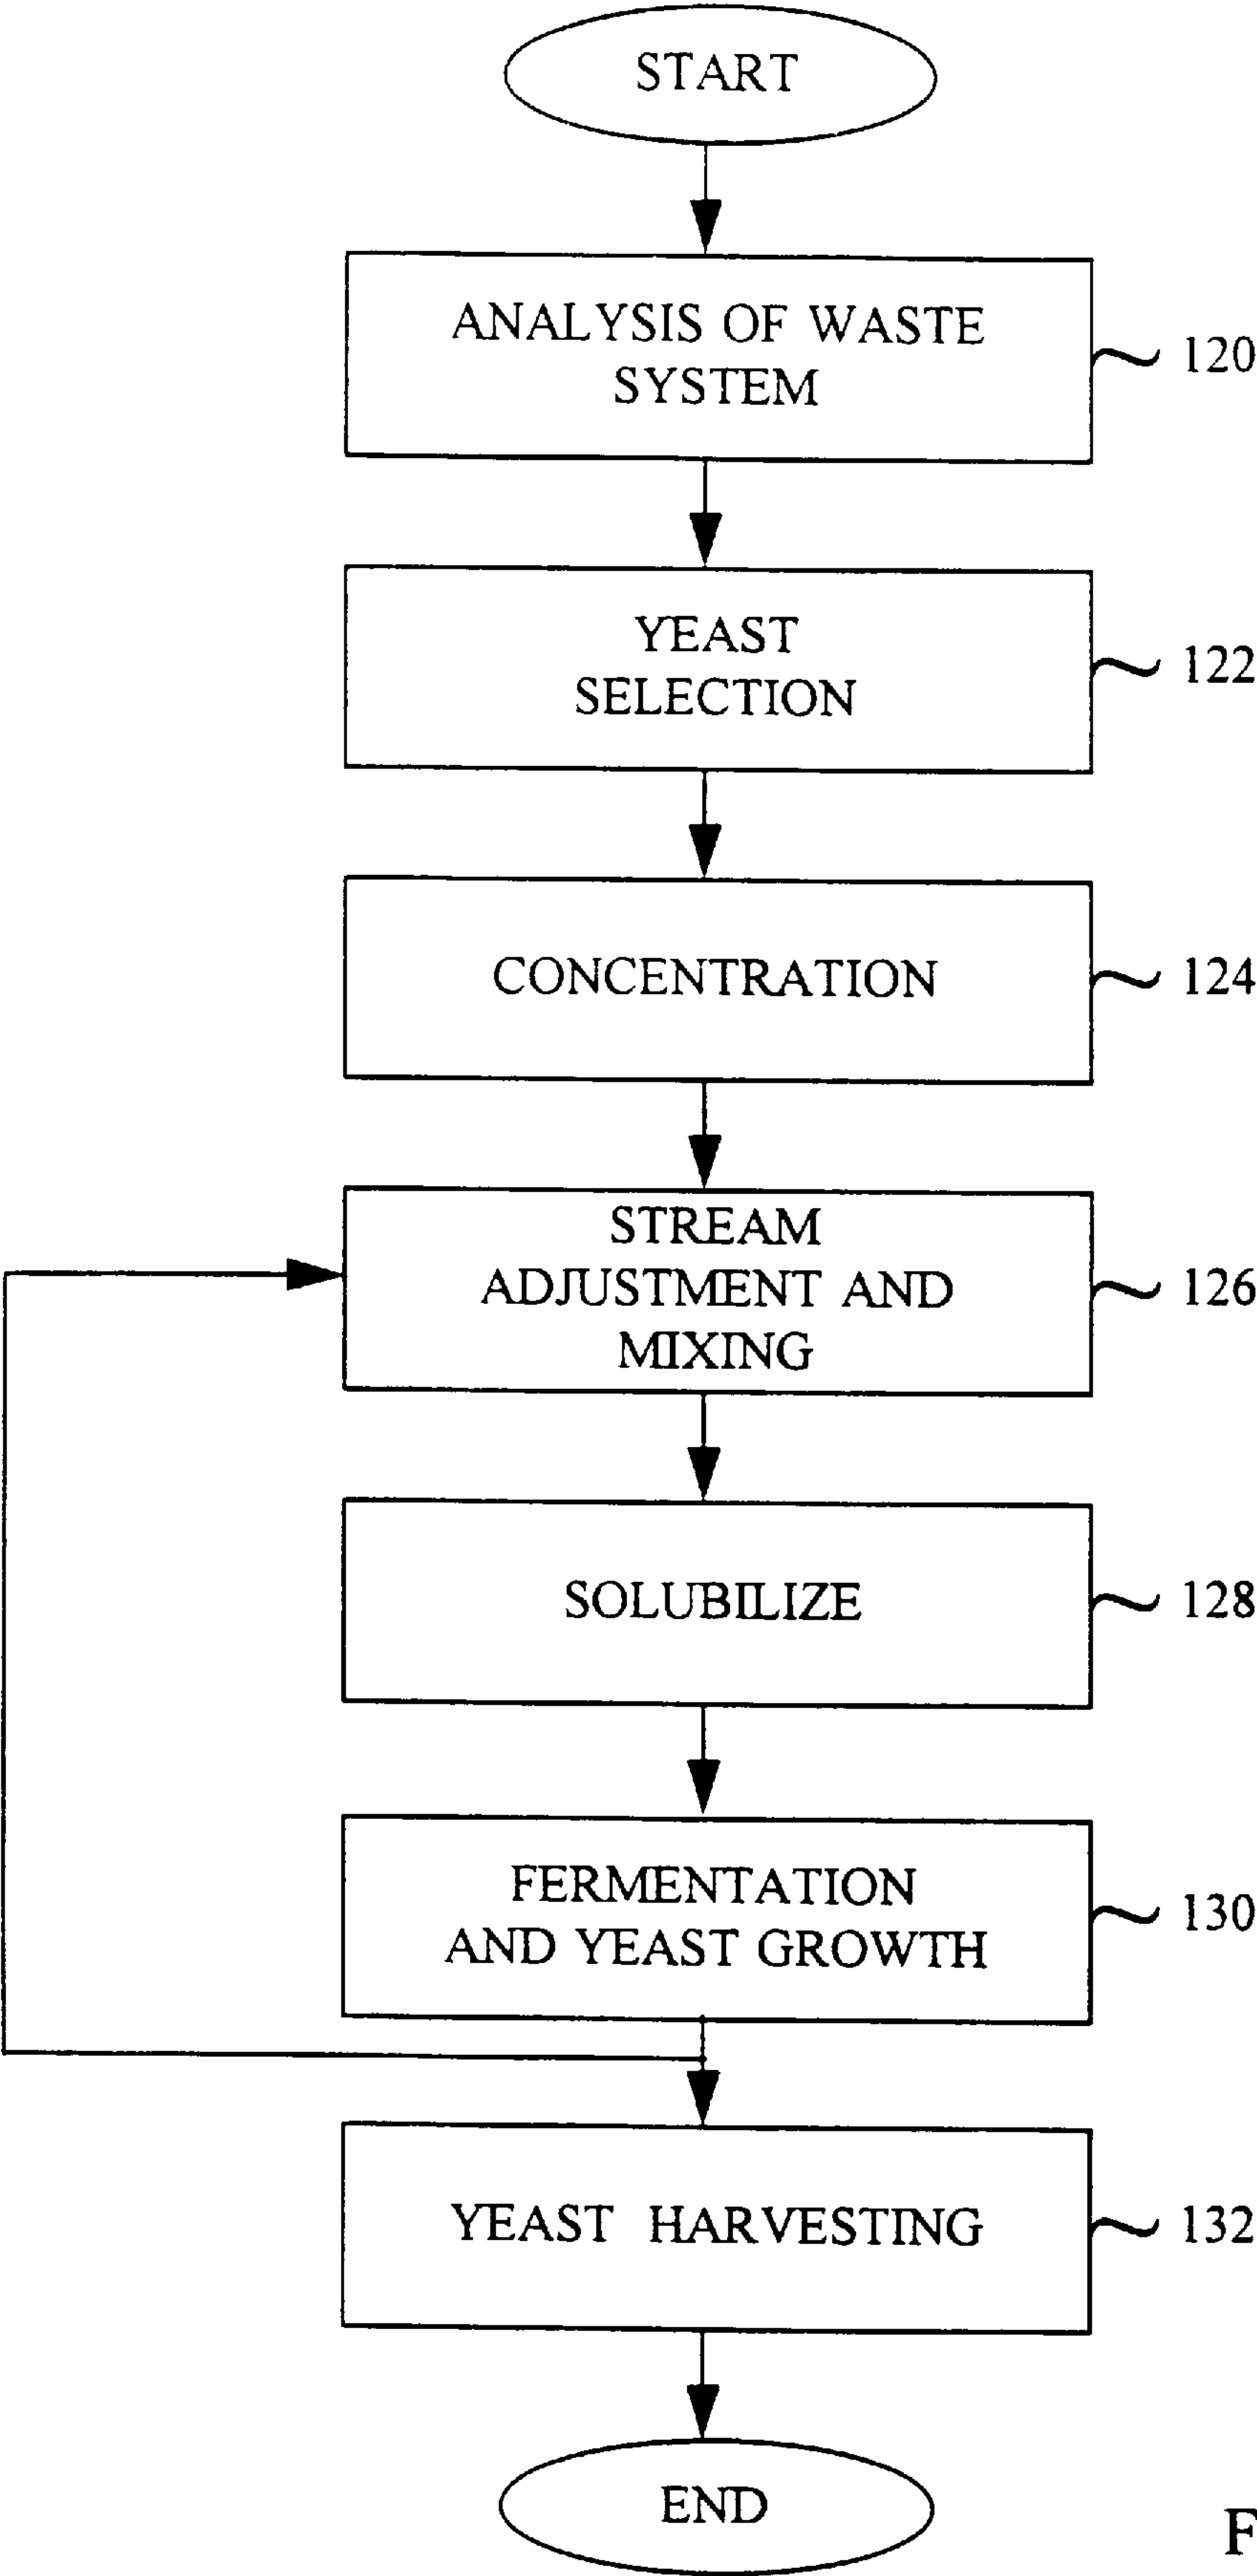 START
ANALYSIS OF WASTE
SYSTEM
120
YEAST
SELECTION
122
CONCENTRATION
124
STREAM
ADJUSTMENT AND
MIXING
126
SOLUBILIZE
128
FERMENTATION
AND YEAST GROWTH
130
YEAST HARVESTING
132
END
F